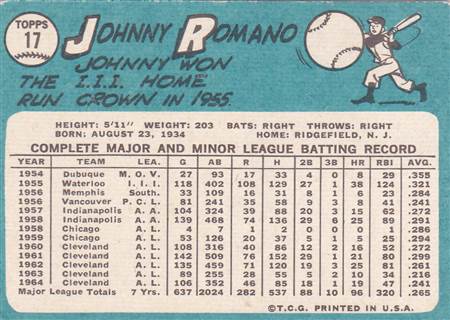 TOPPS
17
JOHNNY ROMANO
JOHNNY WON
THE I.I.I. HOME
RUN CROWN IN 1955.
HEIGHT: 5'11" WEIGHT: 203 BATS: RIGHT THROWS: RIGHT
BORN: AUGUST 23, 1934 HOME: RIDGEFIELD, N. J.
COMPLETE MAJOR AND MINOR LEAGUE BATTING RECORD
YEAR TEAM LEA. G AB R H 2B 3B HR RBI AVG.
1954 Dubuque M. O. V. 27 93 17 33 4 0 8 29 .355
1955 Waterloo I. I. I. 118 402 108 129 27 1 38 124 .321
1956 Memphis South. 33 109 16 31 8 1 6 23 .284
1956 Vancouver P. C. L. 81 241 35 58 9 2 3 32 .241
1957 Indianapolis A. A. 114 327 39 88 20 3 15 62 .272
1958 Indianapolis A. A. 139 468 74 136 29 6 25 89 .291
1958 Chicago A. L. 4 7 1 2 0 0 0 1 .286
1959 Chicago A. L. 53 126 20 37 5 1 5 25 .294
1960 Cleveland A. L. 108 316 40 86 12 2 16 52 .272
1961 Cleveland A. L. 142 509 76 152 29 1 21 80 .299
1962 Cleveland A. L. 135 459 71 120 19 3 25 81 .261
1963 Cleveland A. L. 89 255 28 55 5 2 10 34 .216
1964 Cleveland A. L. 106 352 46 85 18 1 19 47 .241
Major League Totals 7 Yrs. 637 2024 282 537 88 10 96 320 .265
©T.C.G. PRINTED IN U.S.A.